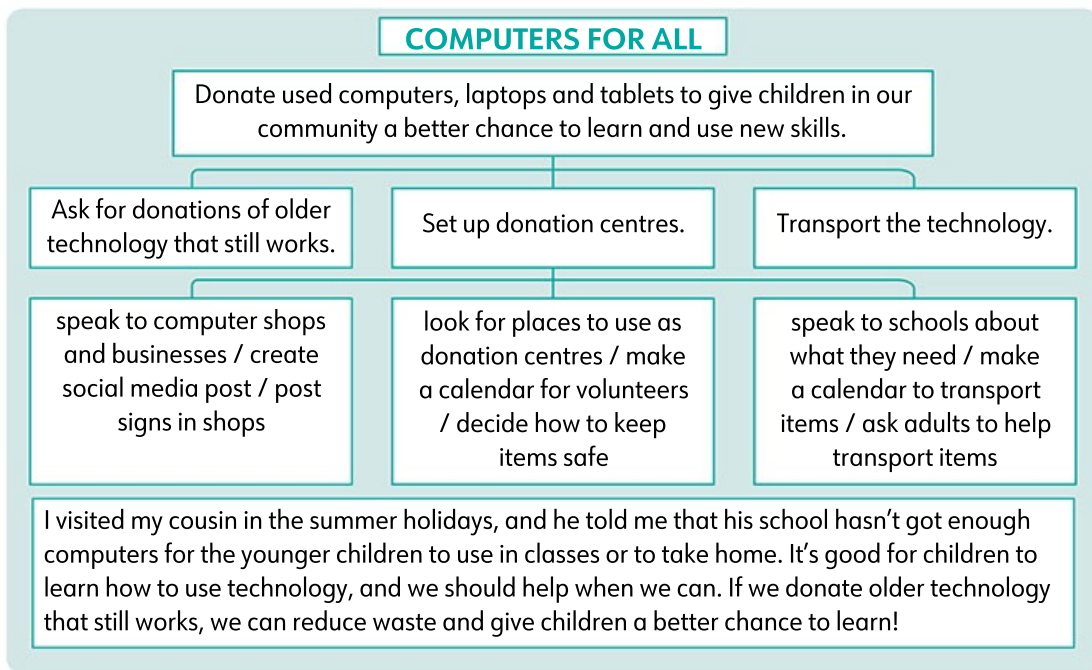 COMPUTERS FOR ALL
Donate used computers, laptops and tablets to give children in our
community a better chance to learn and use new skills.
Ask for donations of older
technology that still works.
Set up donation centres.
Transport the technology.
speak to computer shops
and businesses / create
social media post / post
signs in shops
look for places to use as
donation centres / make
a calendar for volunteers
/ decide how to keep
items safe
speak to schools about
what they need / make
a calendar to transport
items / ask adults to help
transport items
I visited my cousin in the summer holidays, and he told me that his school hasn't got enough
computers for the younger children to use in classes or to take home. It's good for children to
learn how to use technology, and we should help when we can. If we donate older technology
that still works, we can reduce waste and give children a better chance to learn!